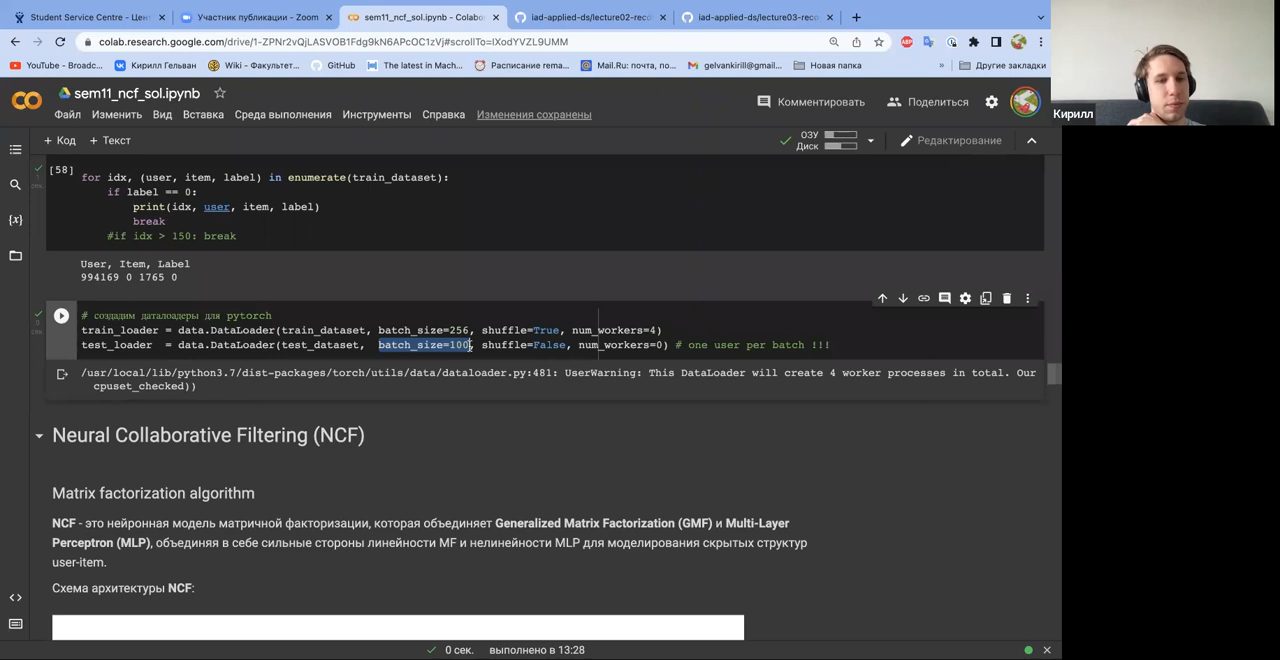 Student Service Centre - Цент
Участник публикации - Zoom
sem11_ncf_sol.ipynb - Colabo
iad-applied-ds/lecture02-reco
iad-applied-ds/lecture03-reco
colab.research.google.com/drive/1-ZPNr2vQjLASVOB1Fdg9kN6APcOC1zVj#scrollTo=IXodYVZL9UMM
YouTube - Broadc...
Кирилл Гельван
Wiki - Факультет...
GitHub
The latest in Mach...
Расписание rema...
Mail.Ru: почта, по...
gelvankirill@gmail...
Новая папка
»
Другие закладки
sem11_ncf_sol.ipynb
Файл Изменить Вид Вставка Среда выполнения Инструменты Справка Изменения сохранены
Комментировать
Поделиться
Кирилл
+ Код + Текст
ОЗУ
Диск
Редактирование
[58]
for idx, (user, item, label) in enumerate(train_dataset):
if label == 0:
print(idx, user, item, label)
break
#if idx > 150: break
User, Item, Label
994169 0 1765 0
# создадим даталоадеры для pytorch
train_loader = data.DataLoader(train_dataset, batch_size=256, shuffle=True, num_workers=4)
test_loader = data.DataLoader(test_dataset, batch_size=100, shuffle=False, num_workers=0) # one user per batch !!!
/usr/local/lib/python3.7/dist-packages/torch/utils/data/dataloader.py:481: UserWarning: This DataLoader will create 4 worker processes in total. Our
cpuset_checked))
Neural Collaborative Filtering (NCF)
Matrix factorization algorithm
NCF - это нейронная модель матричной факторизации, которая объединяет Generalized Matrix Factorization (GMF) и Multi-Layer
Perceptron (MLP), объединяя в себе сильные стороны линейности MF и нелинейности MLP для моделирования скрытых структур
user-item.
Схема архитектуры NCF:
0 сек. выполнено в 13:28